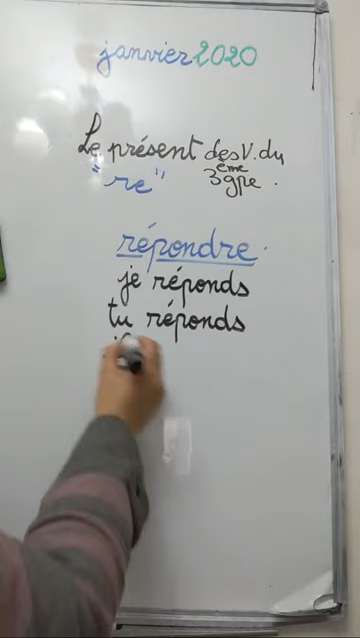 janvier 2020
Le présent des V. du
"re" 3ème gpe.
répondre.
je réponds
tu réponds